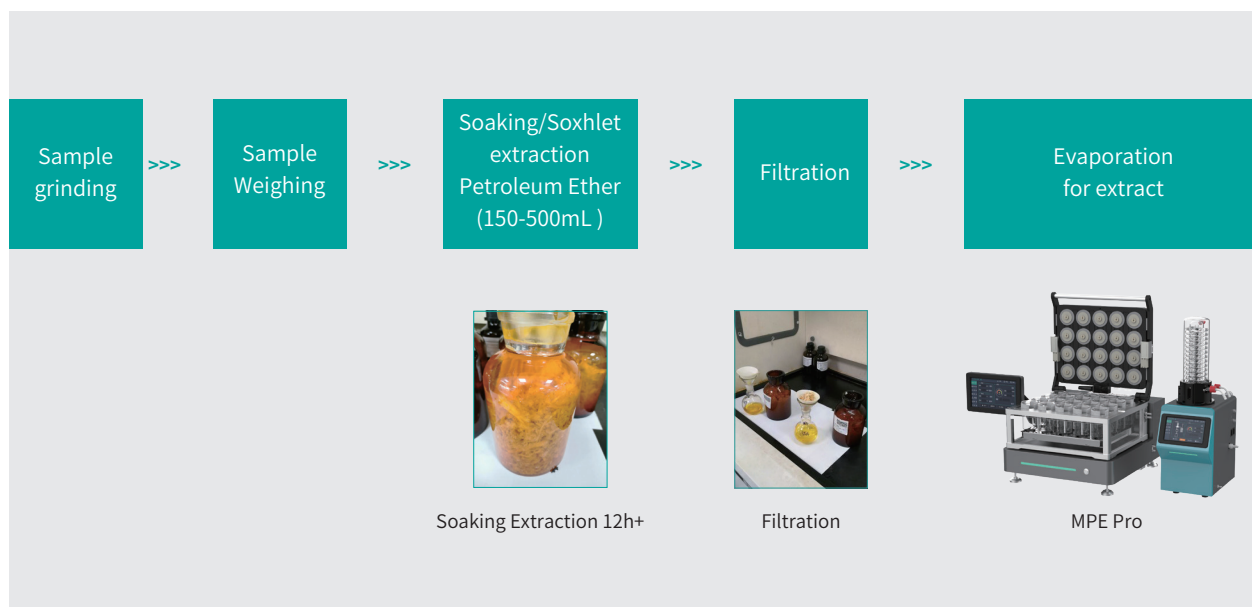 Sample
grinding
>>>
Sample
Weighing
>>>
Soaking/Soxhlet
extraction
Petroleum Ether
(150-500mL )
>>>
Filtration
>>>
Evaporation
for extract
Soaking Extraction 12h+
Filtration
MPE Pro